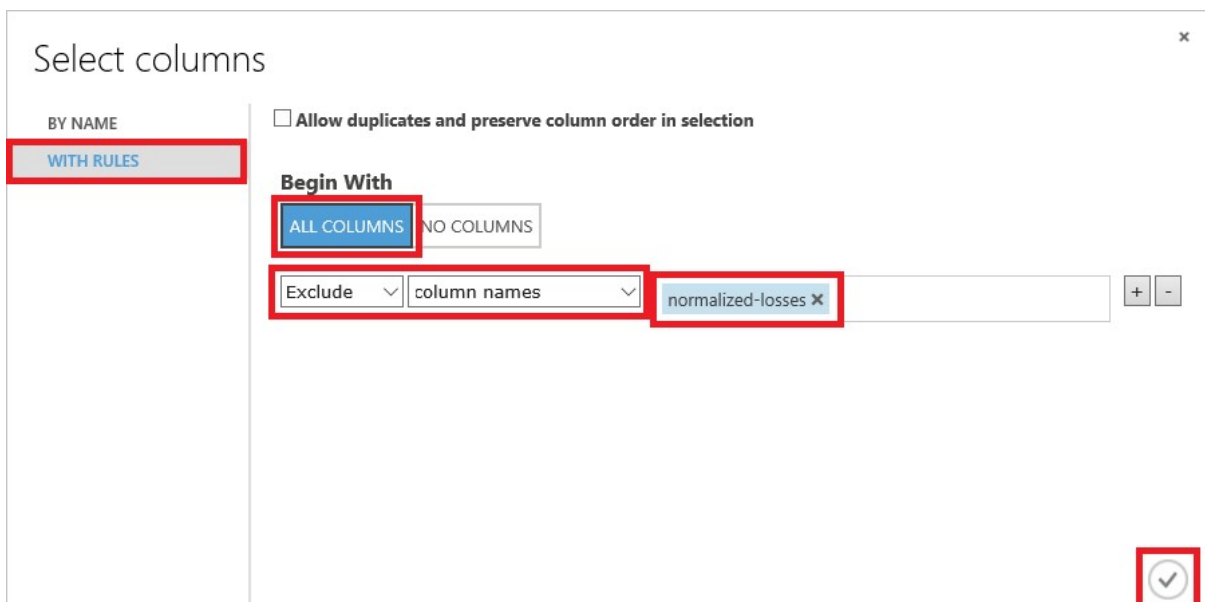 Select columns
×
BY NAME
WITH RULES
Allow duplicates and preserve column order in selection
Begin With
ALL COLUMNS NO COLUMNS
Exclude column names normalized-losses × + -